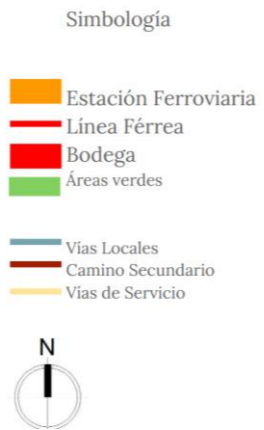 Simbología
Estación Ferroviaria
Línea Férrea
Bodega
Áreas verdes
Vías Locales
Camino Secundario
Vías de Servicio
N